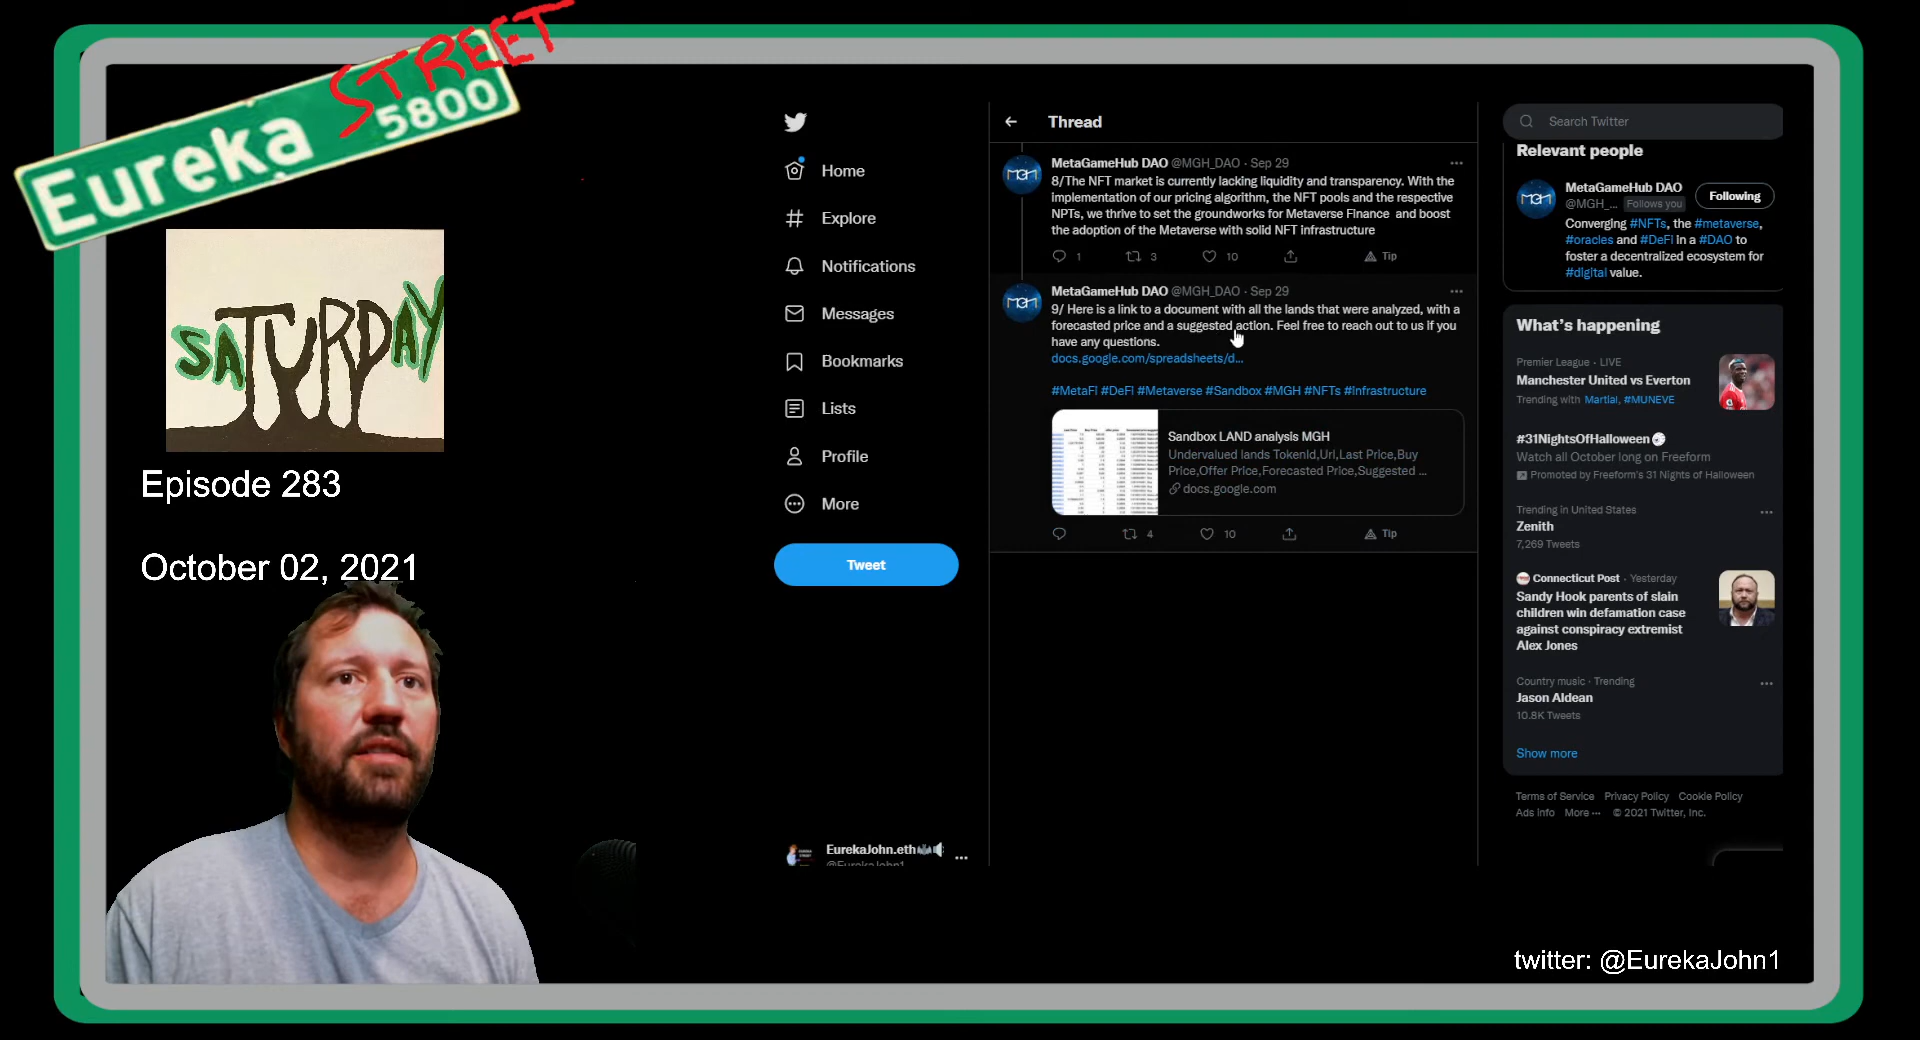 Eureka
STREET
5800
SATURDAY
Episode 283
October 02, 2021
Home
Explore
Notifications
Messages
Bookmarks
Lists
Profile
More
Tweet
EurekaJohn.eth
@EurekaJohn1
Thread
MetaGameHub DAO @MGH_DAO · Sep 29
8/The NFT market is currently lacking liquidity and transparency. With the
implementation of our pricing algorithm, the NFT pools and the respective
NPTs, we thrive to set the groundworks for Metaverse Finance and boost
the adoption of the Metaverse with solid NFT infrastructure
1 3 10 Tip
MetaGameHub DAO @MGH_DAO · Sep 29
9/ Here is a link to a document with all the lands that were analyzed, with a
forecasted price and a suggested action. Feel free to reach out to us if you
have any questions.
docs.google.com/spreadsheets/d...
#MetaFi #DeFi #Metaverse #Sandbox #MGH #NFTs #Infrastructure
Sandbox LAND analysis MGH
Undervalued lands TokenId,Url,Last Price,Buy
Price,Offer Price,Forecasted Price,Suggested ...
docs.google.com
4 10 Tip
Search Twitter
Relevant people
MetaGameHub DAO
@MGH_... Follows you
Following
Converging #NFTs, the #metaverse,
#oracles and #DeFi in a #DAO to
foster a decentralized ecosystem for
#digital value.
What's happening
Premier League · LIVE
Manchester United vs Everton
Trending with Martial, #MUNEVE
#31NightsOfHalloween
Watch all October long on Freeform
Promoted by Freeform's 31 Nights of Halloween
Trending in United States
Zenith
7,269 Tweets
Connecticut Post · Yesterday
Sandy Hook parents of slain
children win defamation case
against conspiracy extremist
Alex Jones
Country music · Trending
Jason Aldean
10.8K Tweets
Show more
Terms of Service Privacy Policy Cookie Policy
Ads info More ··· © 2021 Twitter, Inc.
twitter: @EurekaJohn1